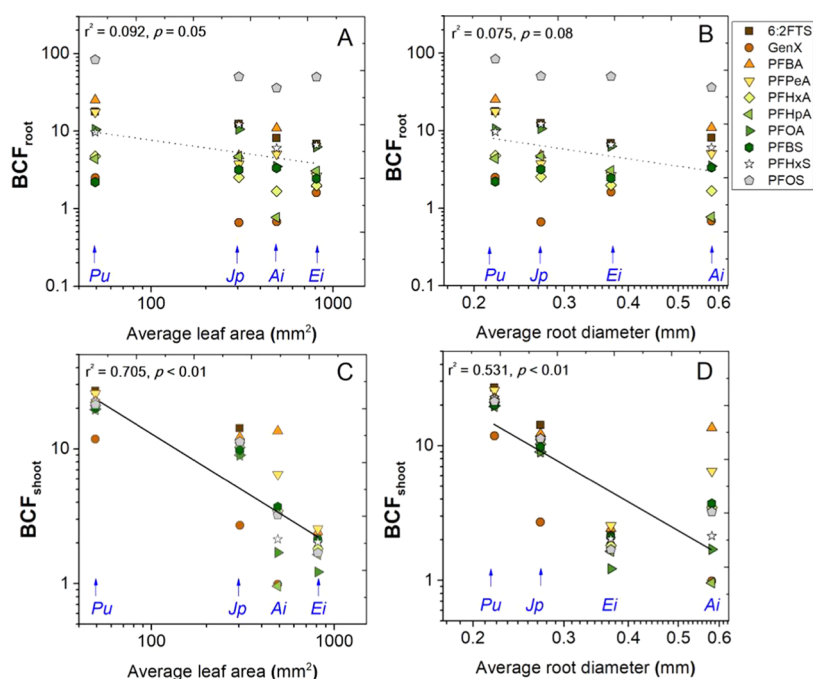 r² = 0.092, p = 0.05
A
BCFroot
100
10
1
0.1
Pu
Jp
Ai
Ei
100
1000
Average leaf area (mm²)
r² = 0.075, p = 0.08
B
BCFroot
100
10
1
0.1
Pu
Jp
Ei
Ai
0.2
0.3
0.4
0.5
0.6
Average root diameter (mm)
6:2FTS
GenX
PFBA
PFPeA
PFHxA
PFHpA
PFOA
PFBS
PFHxS
PFOS
r² = 0.705, p < 0.01
C
BCFshoot
10
1
Pu
Jp
Ai
Ei
100
1000
Average leaf area (mm²)
r² = 0.531, p < 0.01
D
BCFshoot
10
1
Pu
Jp
Ei
Ai
0.2
0.3
0.4
0.5
0.6
Average root diameter (mm)